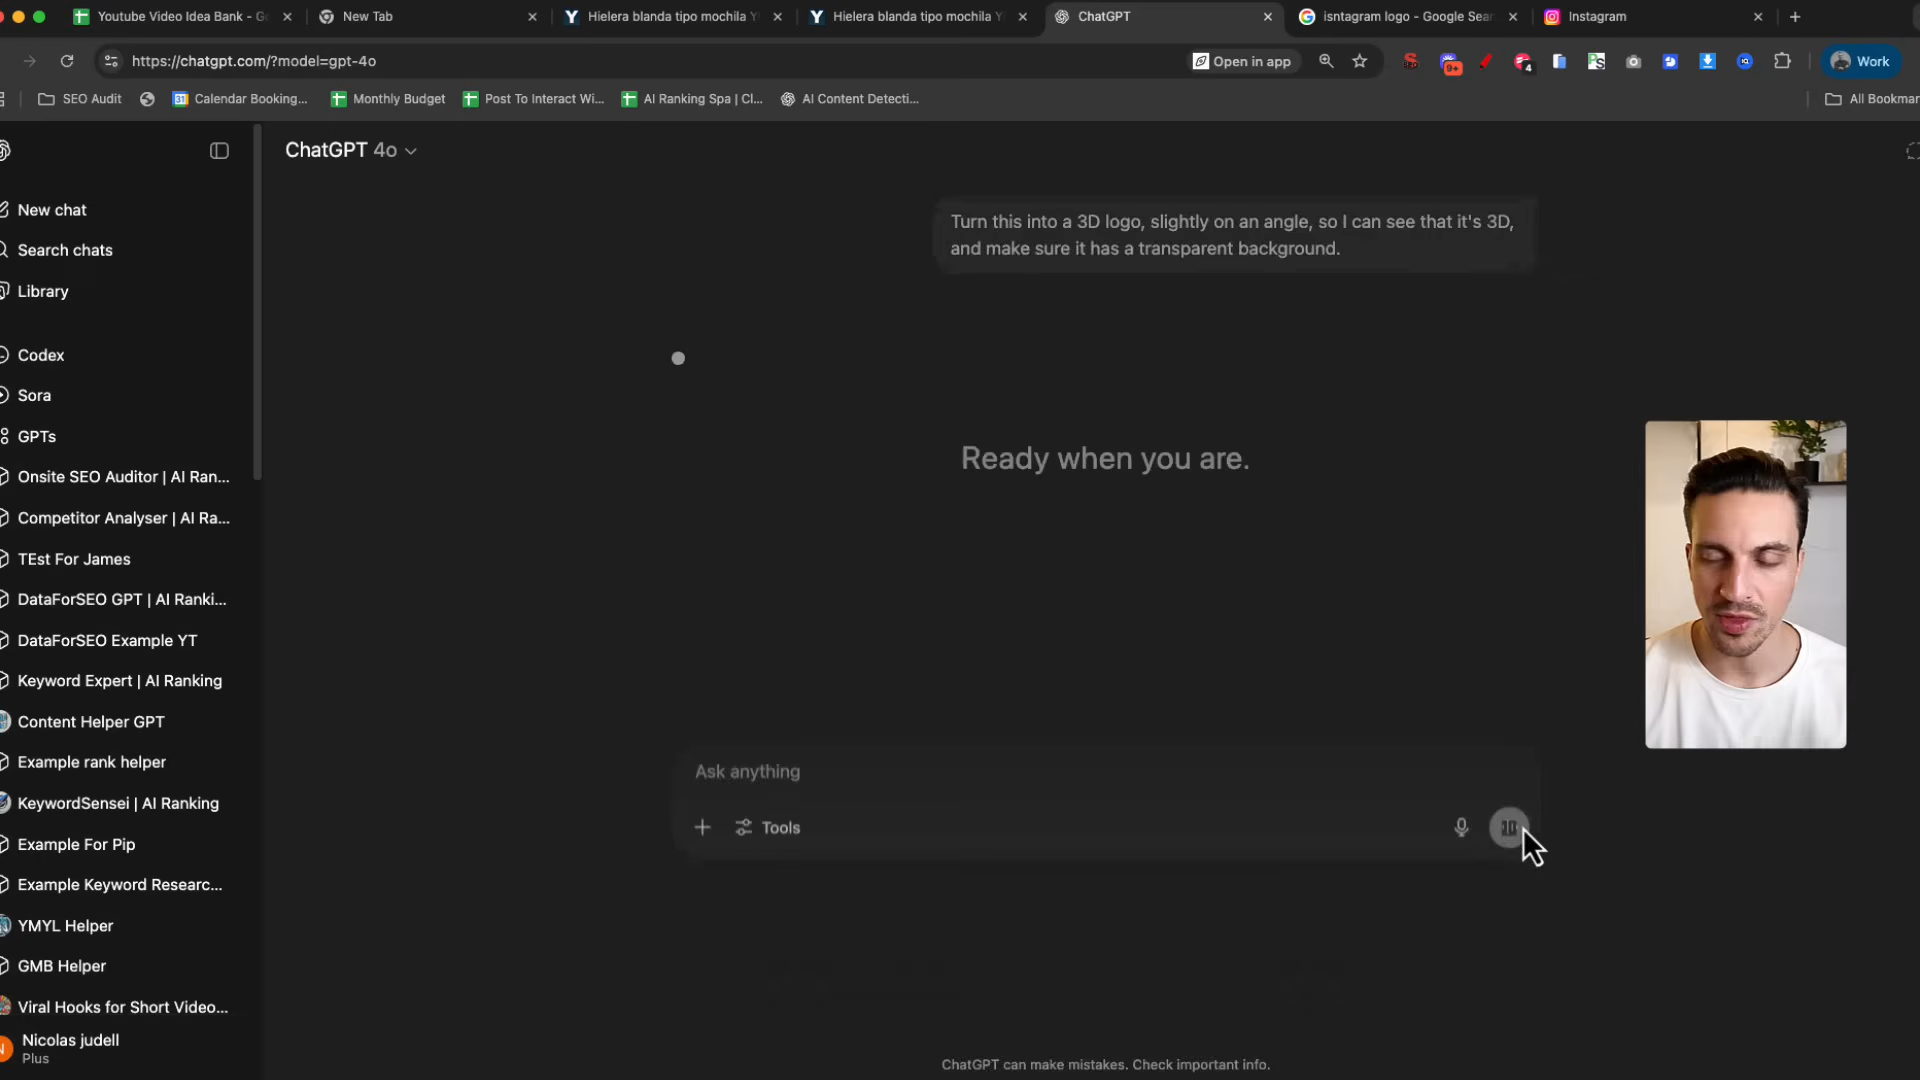 Youtube Video Idea Bank - G
New Tab
Hielera blanda tipo mochila Y
Hielera blanda tipo mochila Y
ChatGPT
isntagram logo - Google Sea
Instagram
https://chatgpt.com/?model=gpt-4o
Open in app
9+
4
Work
SEO Audit
31
Calendar Booking...
Monthly Budget
Post To Interact Wi...
AI Ranking Spa | Cl...
AI Content Detecti...
All Bookmar
ChatGPT 4o
New chat
Search chats
Library
Codex
Sora
GPTs
Onsite SEO Auditor | AI Ran...
Competitor Analyser | AI Ra...
TEst For James
DataForSEO GPT | AI Ranki...
DataForSEO Example YT
Keyword Expert | AI Ranking
Content Helper GPT
Example rank helper
KeywordSensei | AI Ranking
Example For Pip
Example Keyword Researc...
YMYL Helper
GMB Helper
Viral Hooks for Short Video...
Nicolas judell
Plus
Turn this into a 3D logo, slightly on an angle, so I can see that it's 3D,
and make sure it has a transparent background.
Ready when you are.
Ask anything
Tools
ChatGPT can make mistakes. Check important info.